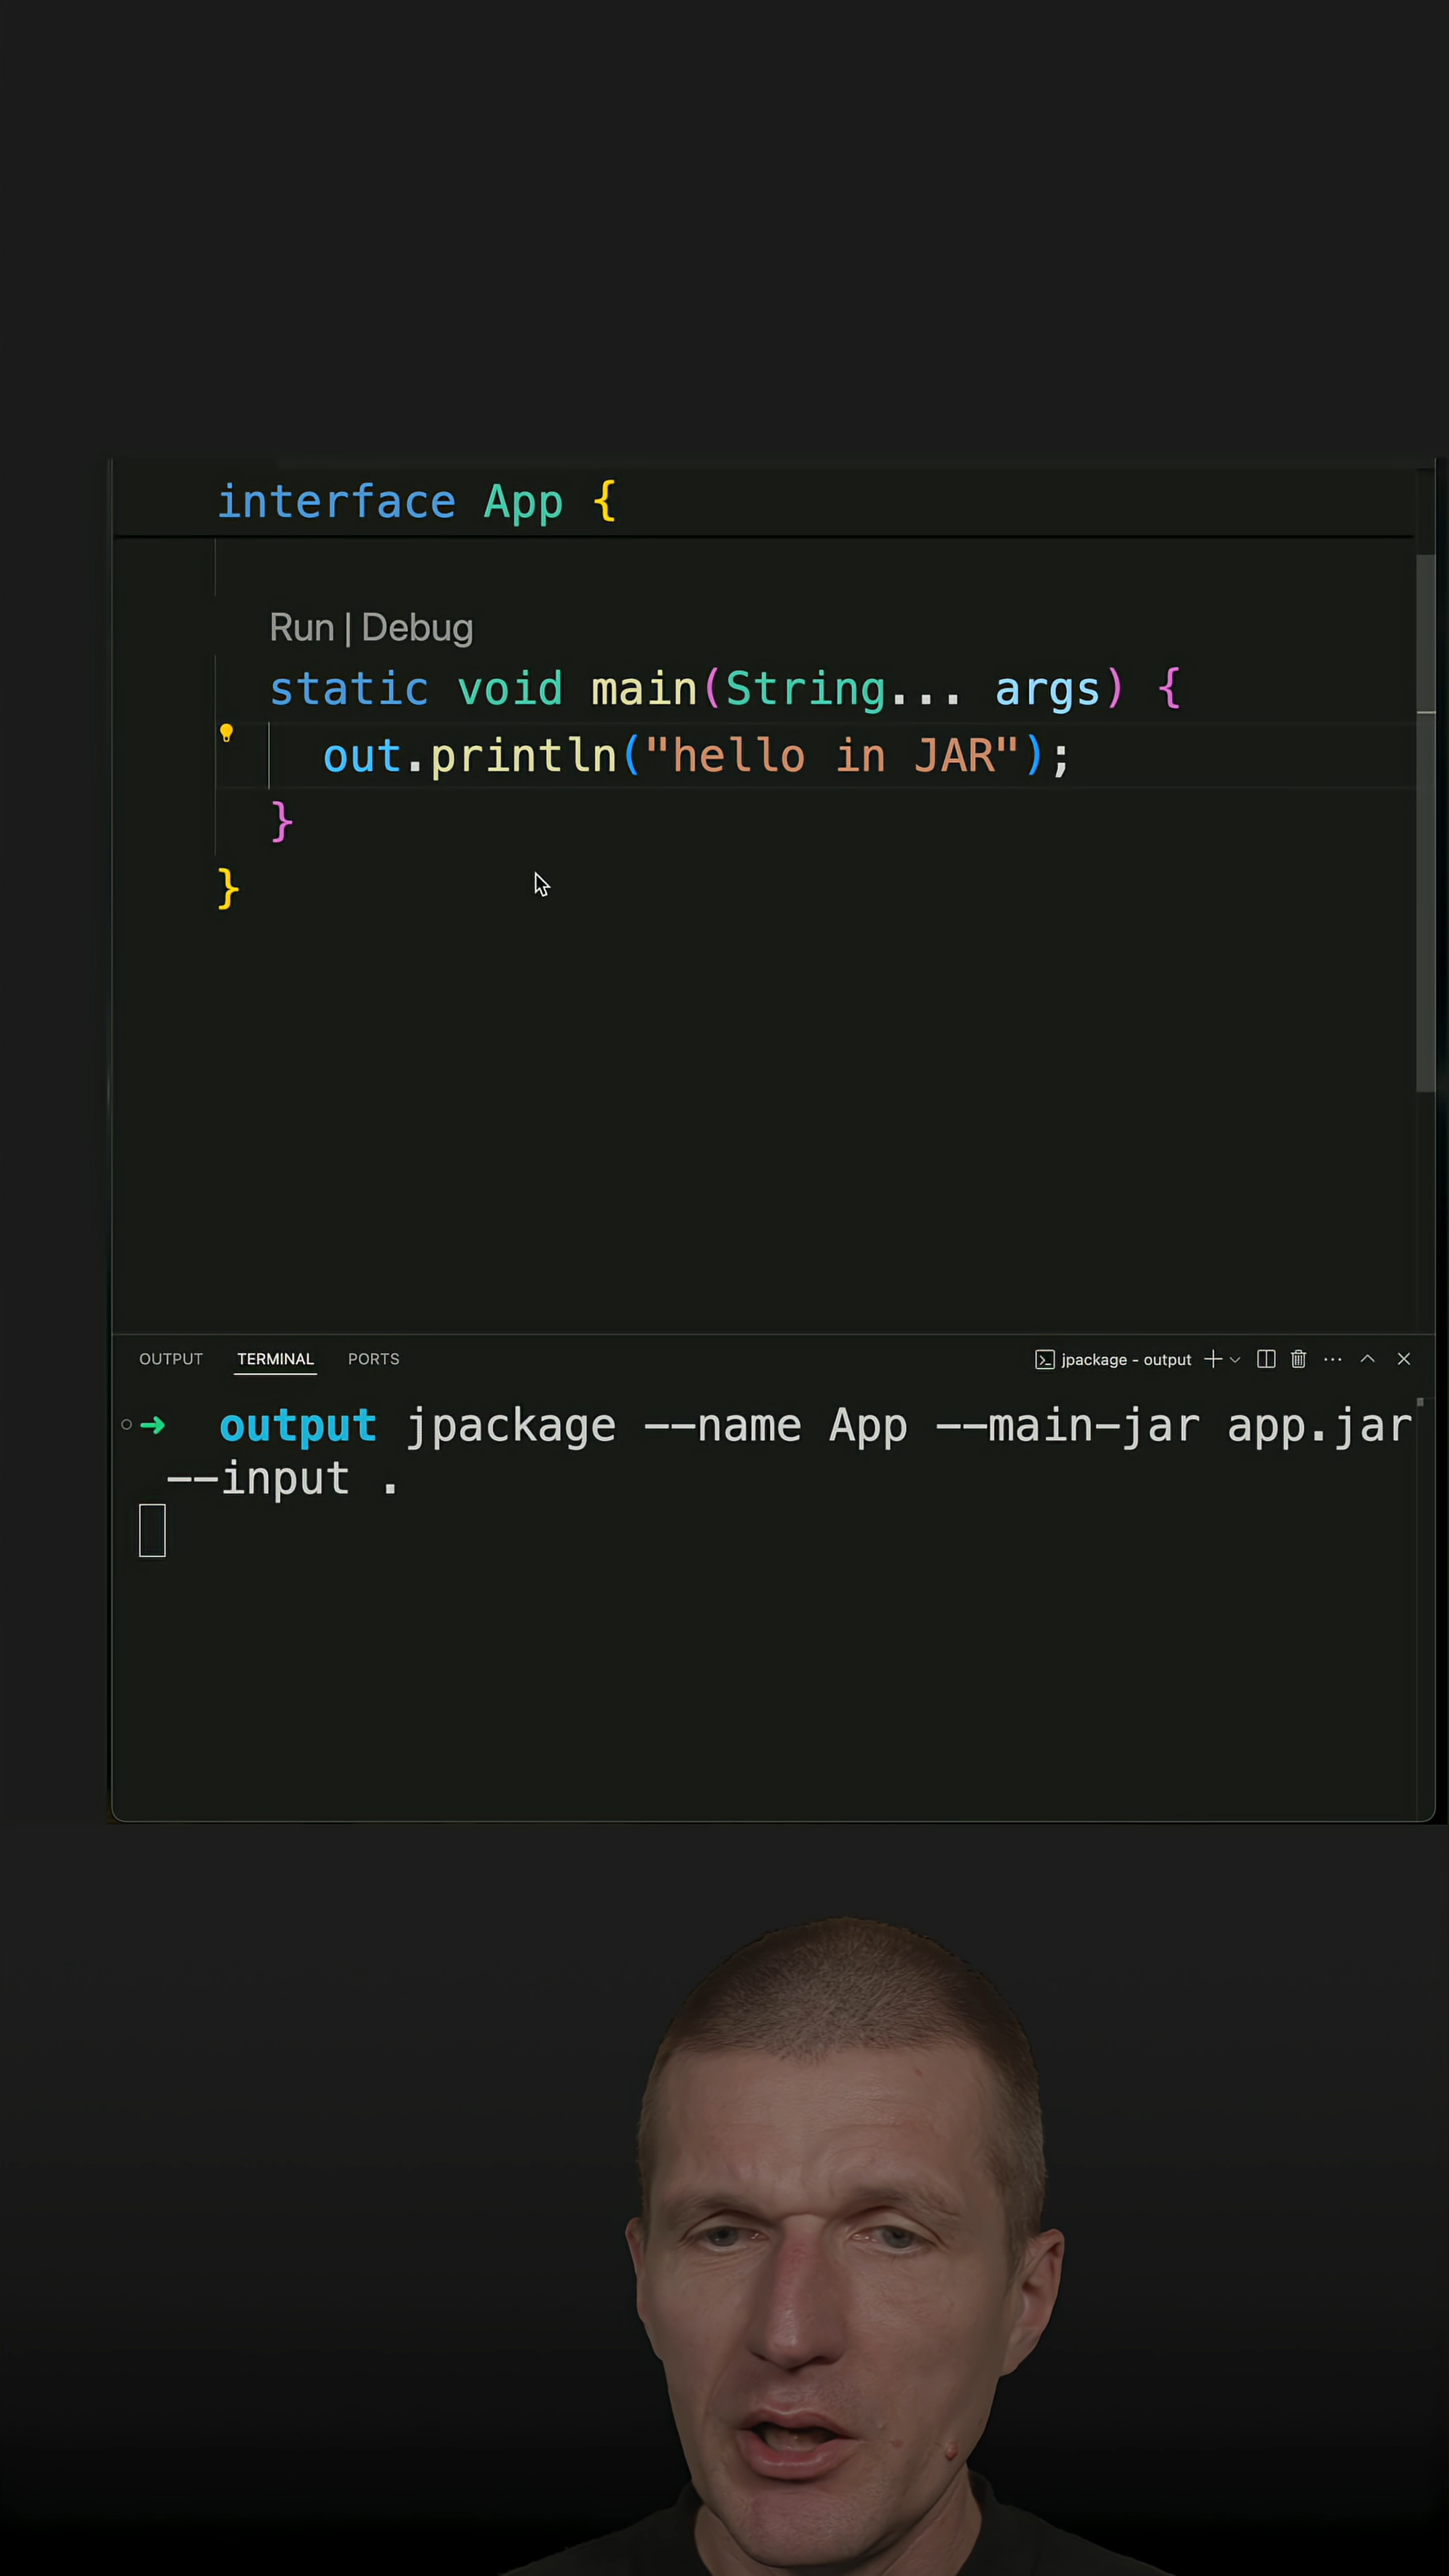 interface App {
Run | Debug
static void main(String... args) {
out.println("hello in JAR");
}
}
OUTPUT TERMINAL PORTS jpackage - output
➜ output jpackage --name App --main-jar app.jar
--input .